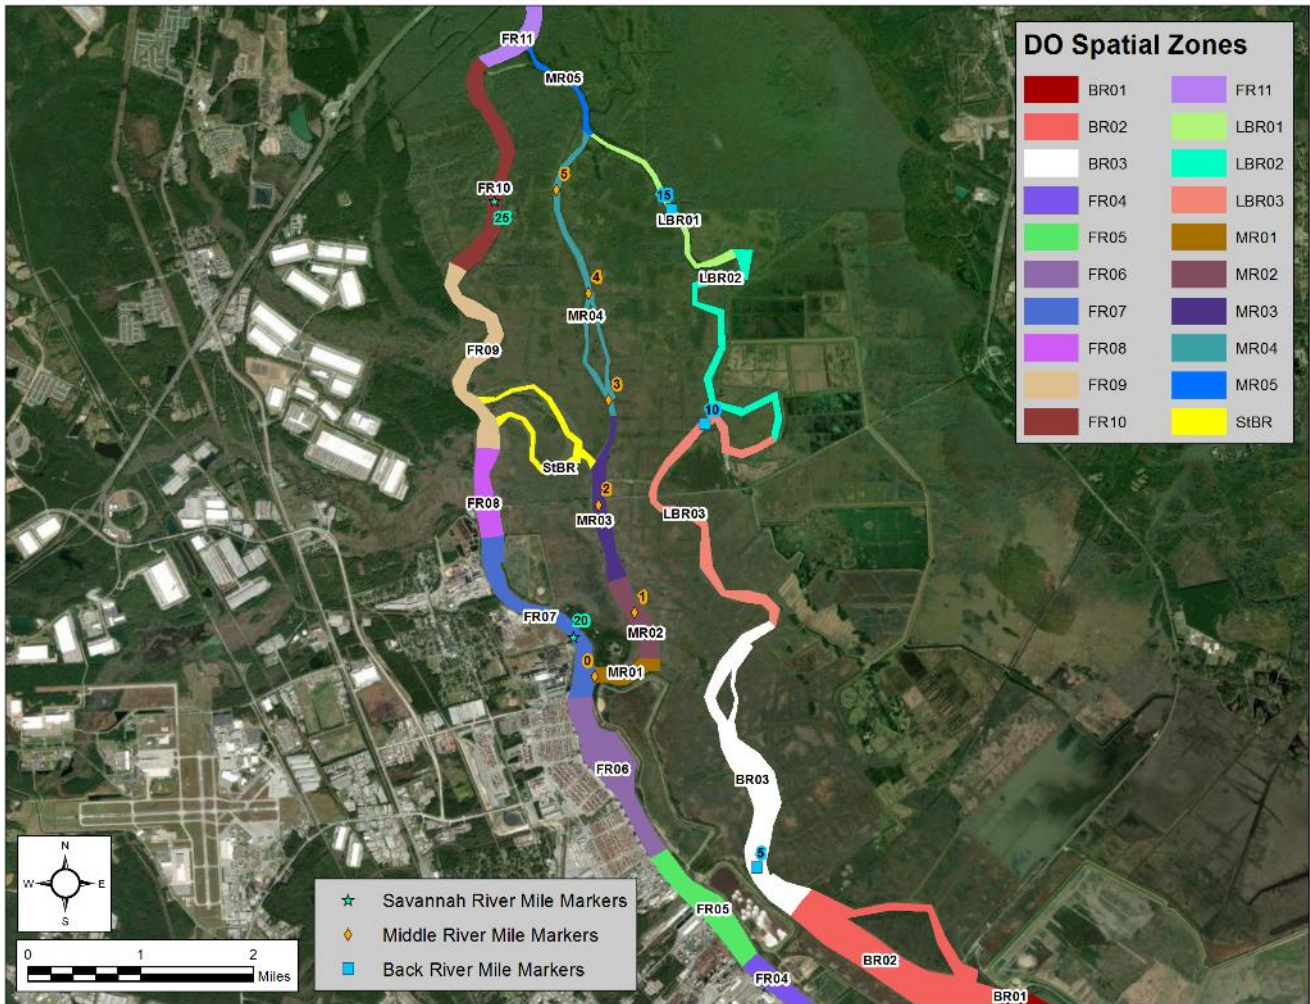 DO Spatial Zones
BR01
BR02
BR03
FR04
FR05
FR06
FR07
FR08
FR09
FR10
FR11
LBR01
LBR02
LBR03
MR01
MR02
MR03
MR04
MR05
StBR
FR11
MR05
5
15
FR10
25
LBR01
LBR02
4
MR04
FR09
3
10
StBR
2
FR08
MR03
LBR03
1
FR07
20
MR02
0
MR01
FR06
BR03
5
FR05
BR02
FR04
BR01
N
W E
S
0 1 2
Miles
Savannah River Mile Markers
Middle River Mile Markers
Back River Mile Markers